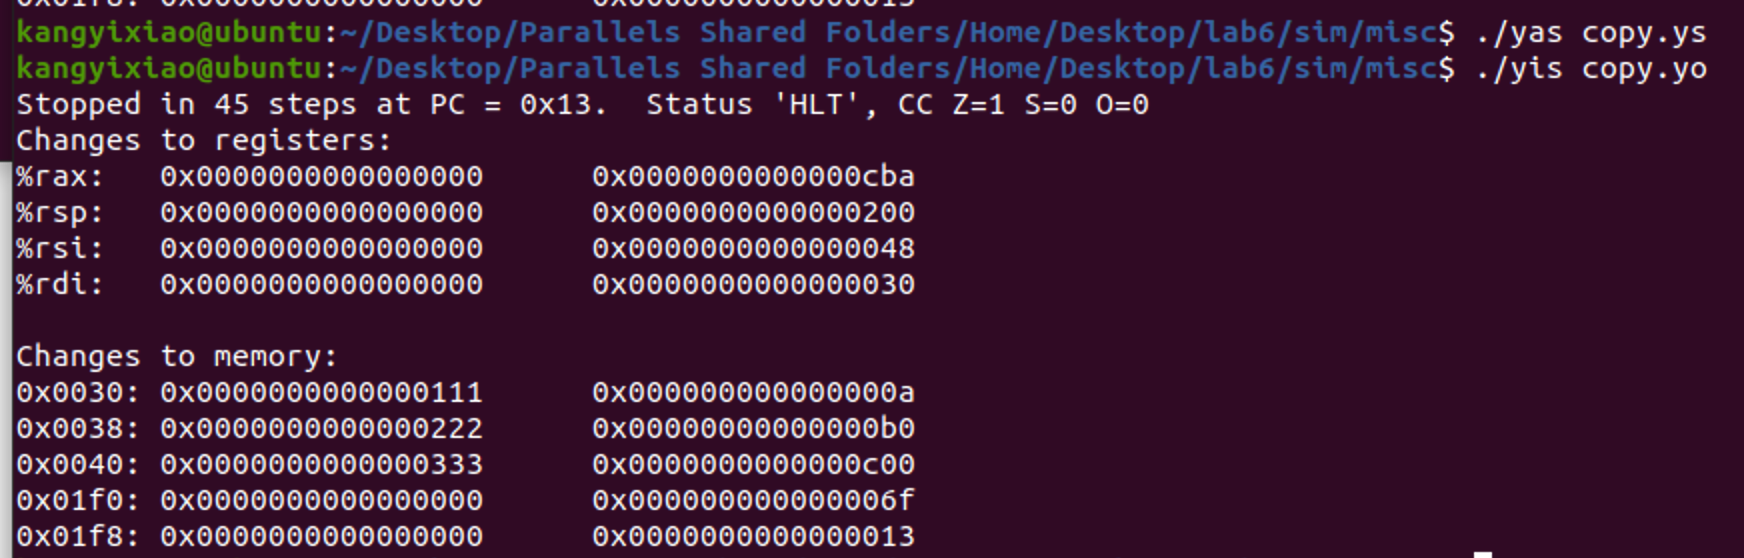 0x01f8: 0x0000000000000013
kangyixiao@ubuntu:~/Desktop/Parallels Shared Folders/Home/Desktop/lab6/sim/misc$ ./yas copy.ys
kangyixiao@ubuntu:~/Desktop/Parallels Shared Folders/Home/Desktop/lab6/sim/misc$ ./yis copy.yo
Stopped in 45 steps at PC = 0x13.  Status 'HLT', CC Z=1 S=0 O=0
Changes to registers:
%rax:   0x0000000000000000      0x0000000000000cba
%rsp:   0x0000000000000000      0x0000000000000200
%rsi:   0x0000000000000000      0x0000000000000048
%rdi:   0x0000000000000000      0x0000000000000030
Changes to memory:
0x0030: 0x0000000000000111      0x000000000000000a
0x0038: 0x0000000000000222      0x00000000000000b0
0x0040: 0x0000000000000333      0x0000000000000c00
0x01f0: 0x0000000000000000      0x000000000000006f
0x01f8: 0x0000000000000000      0x0000000000000013